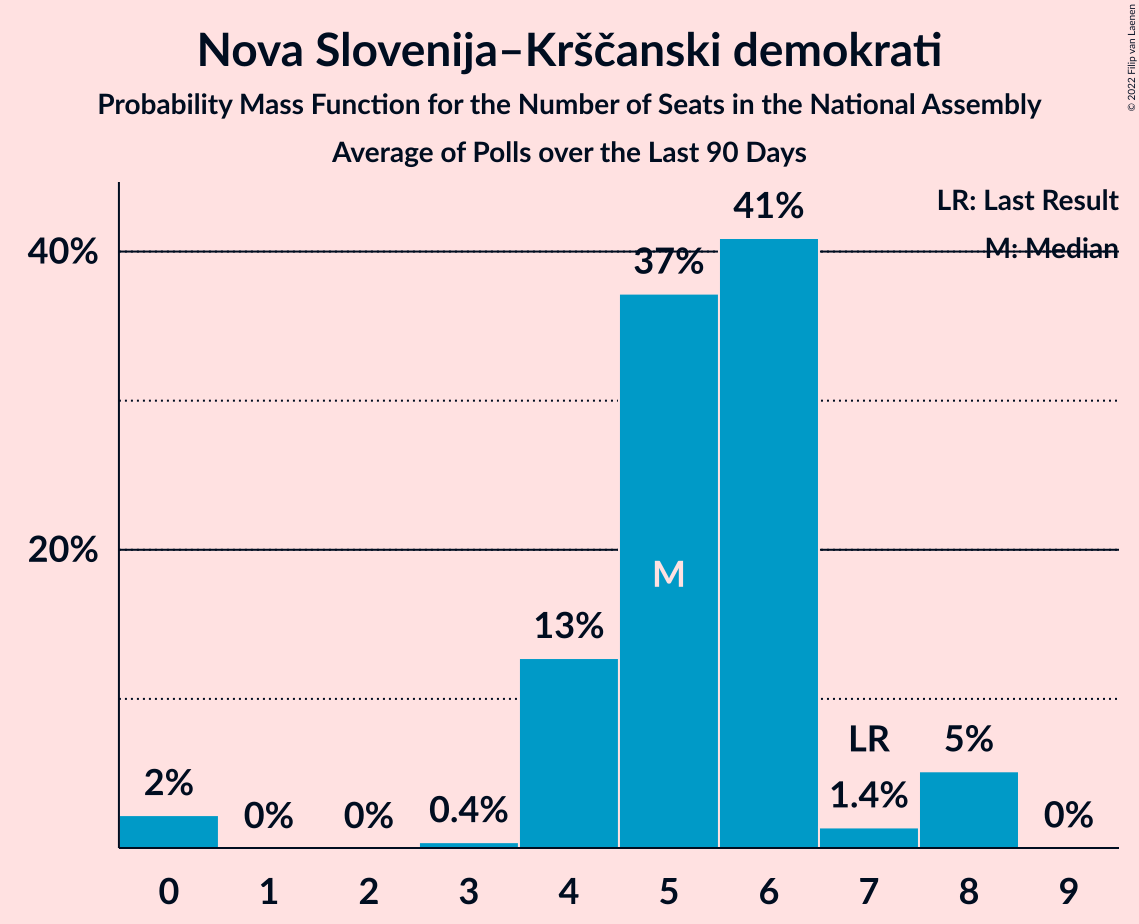 Nova Slovenija–Krščanski demokrati
Probability Mass Function for the Number of Seats in the National Assembly
Average of Polls over the Last 90 Days
© 2022 Filip van Laenen
LR: Last Result
M: Median
40%
20%
2%
0%
0%
0.4%
13%
37%
M
41%
LR
1.4%
5%
0%
0 1 2 3 4 5 6 7 8 9